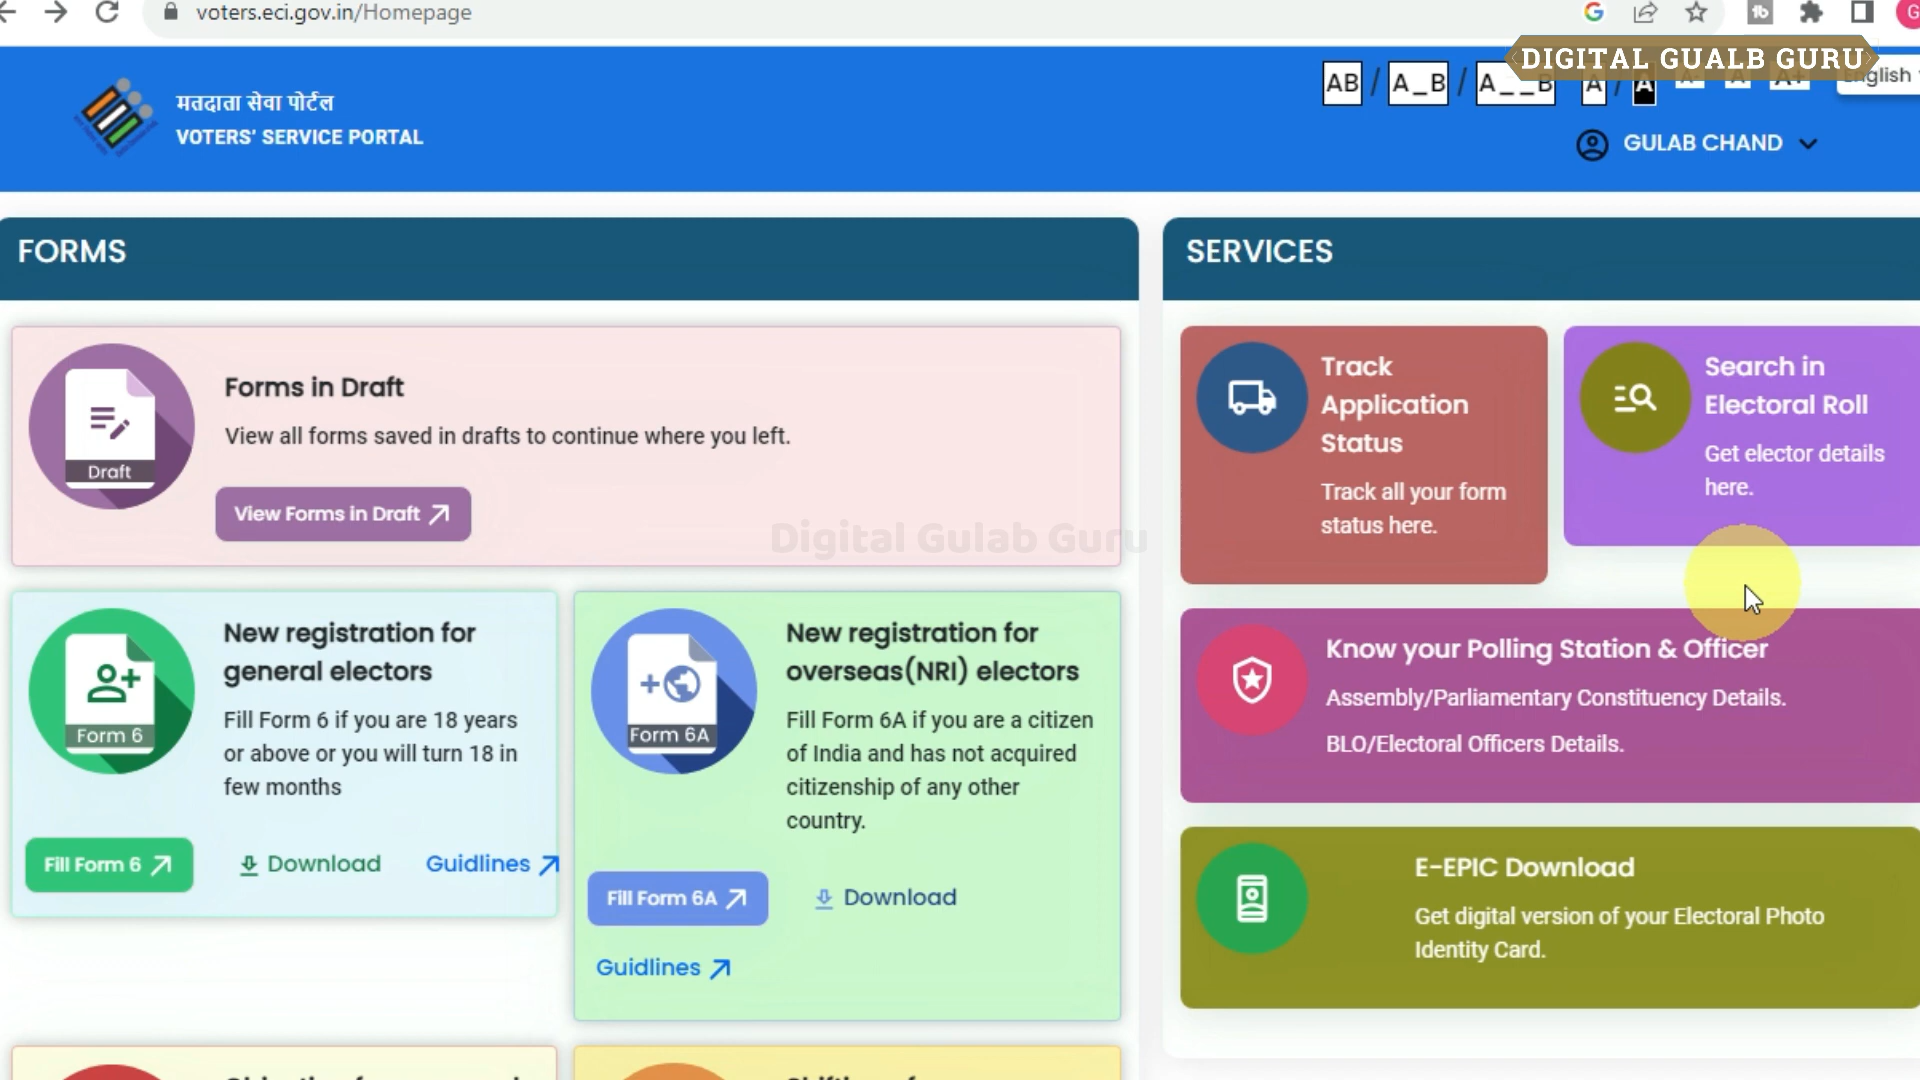 voters.eci.gov.in/Homepage
DIGITAL GUALB GURU
AB / A_B / A__B A / A A- A A+ English
मतदाता सेवा पोर्टल
VOTERS' SERVICE PORTAL
GULAB CHAND
FORMS
Forms in Draft
View all forms saved in drafts to continue where you left.
Draft
View Forms in Draft
Digital Gulab Guru
New registration for
general electors
Fill Form 6 if you are 18 years
or above or you will turn 18 in
few months
Form 6
Fill Form 6 Download Guidlines
New registration for
overseas(NRI) electors
Fill Form 6A if you are a citizen
of India and has not acquired
citizenship of any other
country.
Form 6A
Fill Form 6A Download
Guidlines
SERVICES
Track
Application
Status
Track all your form
status here.
Search in
Electoral Roll
Get elector details
here.
Know your Polling Station & Officer
Assembly/Parliamentary Constituency Details.
BLO/Electoral Officers Details.
E-EPIC Download
Get digital version of your Electoral Photo
Identity Card.